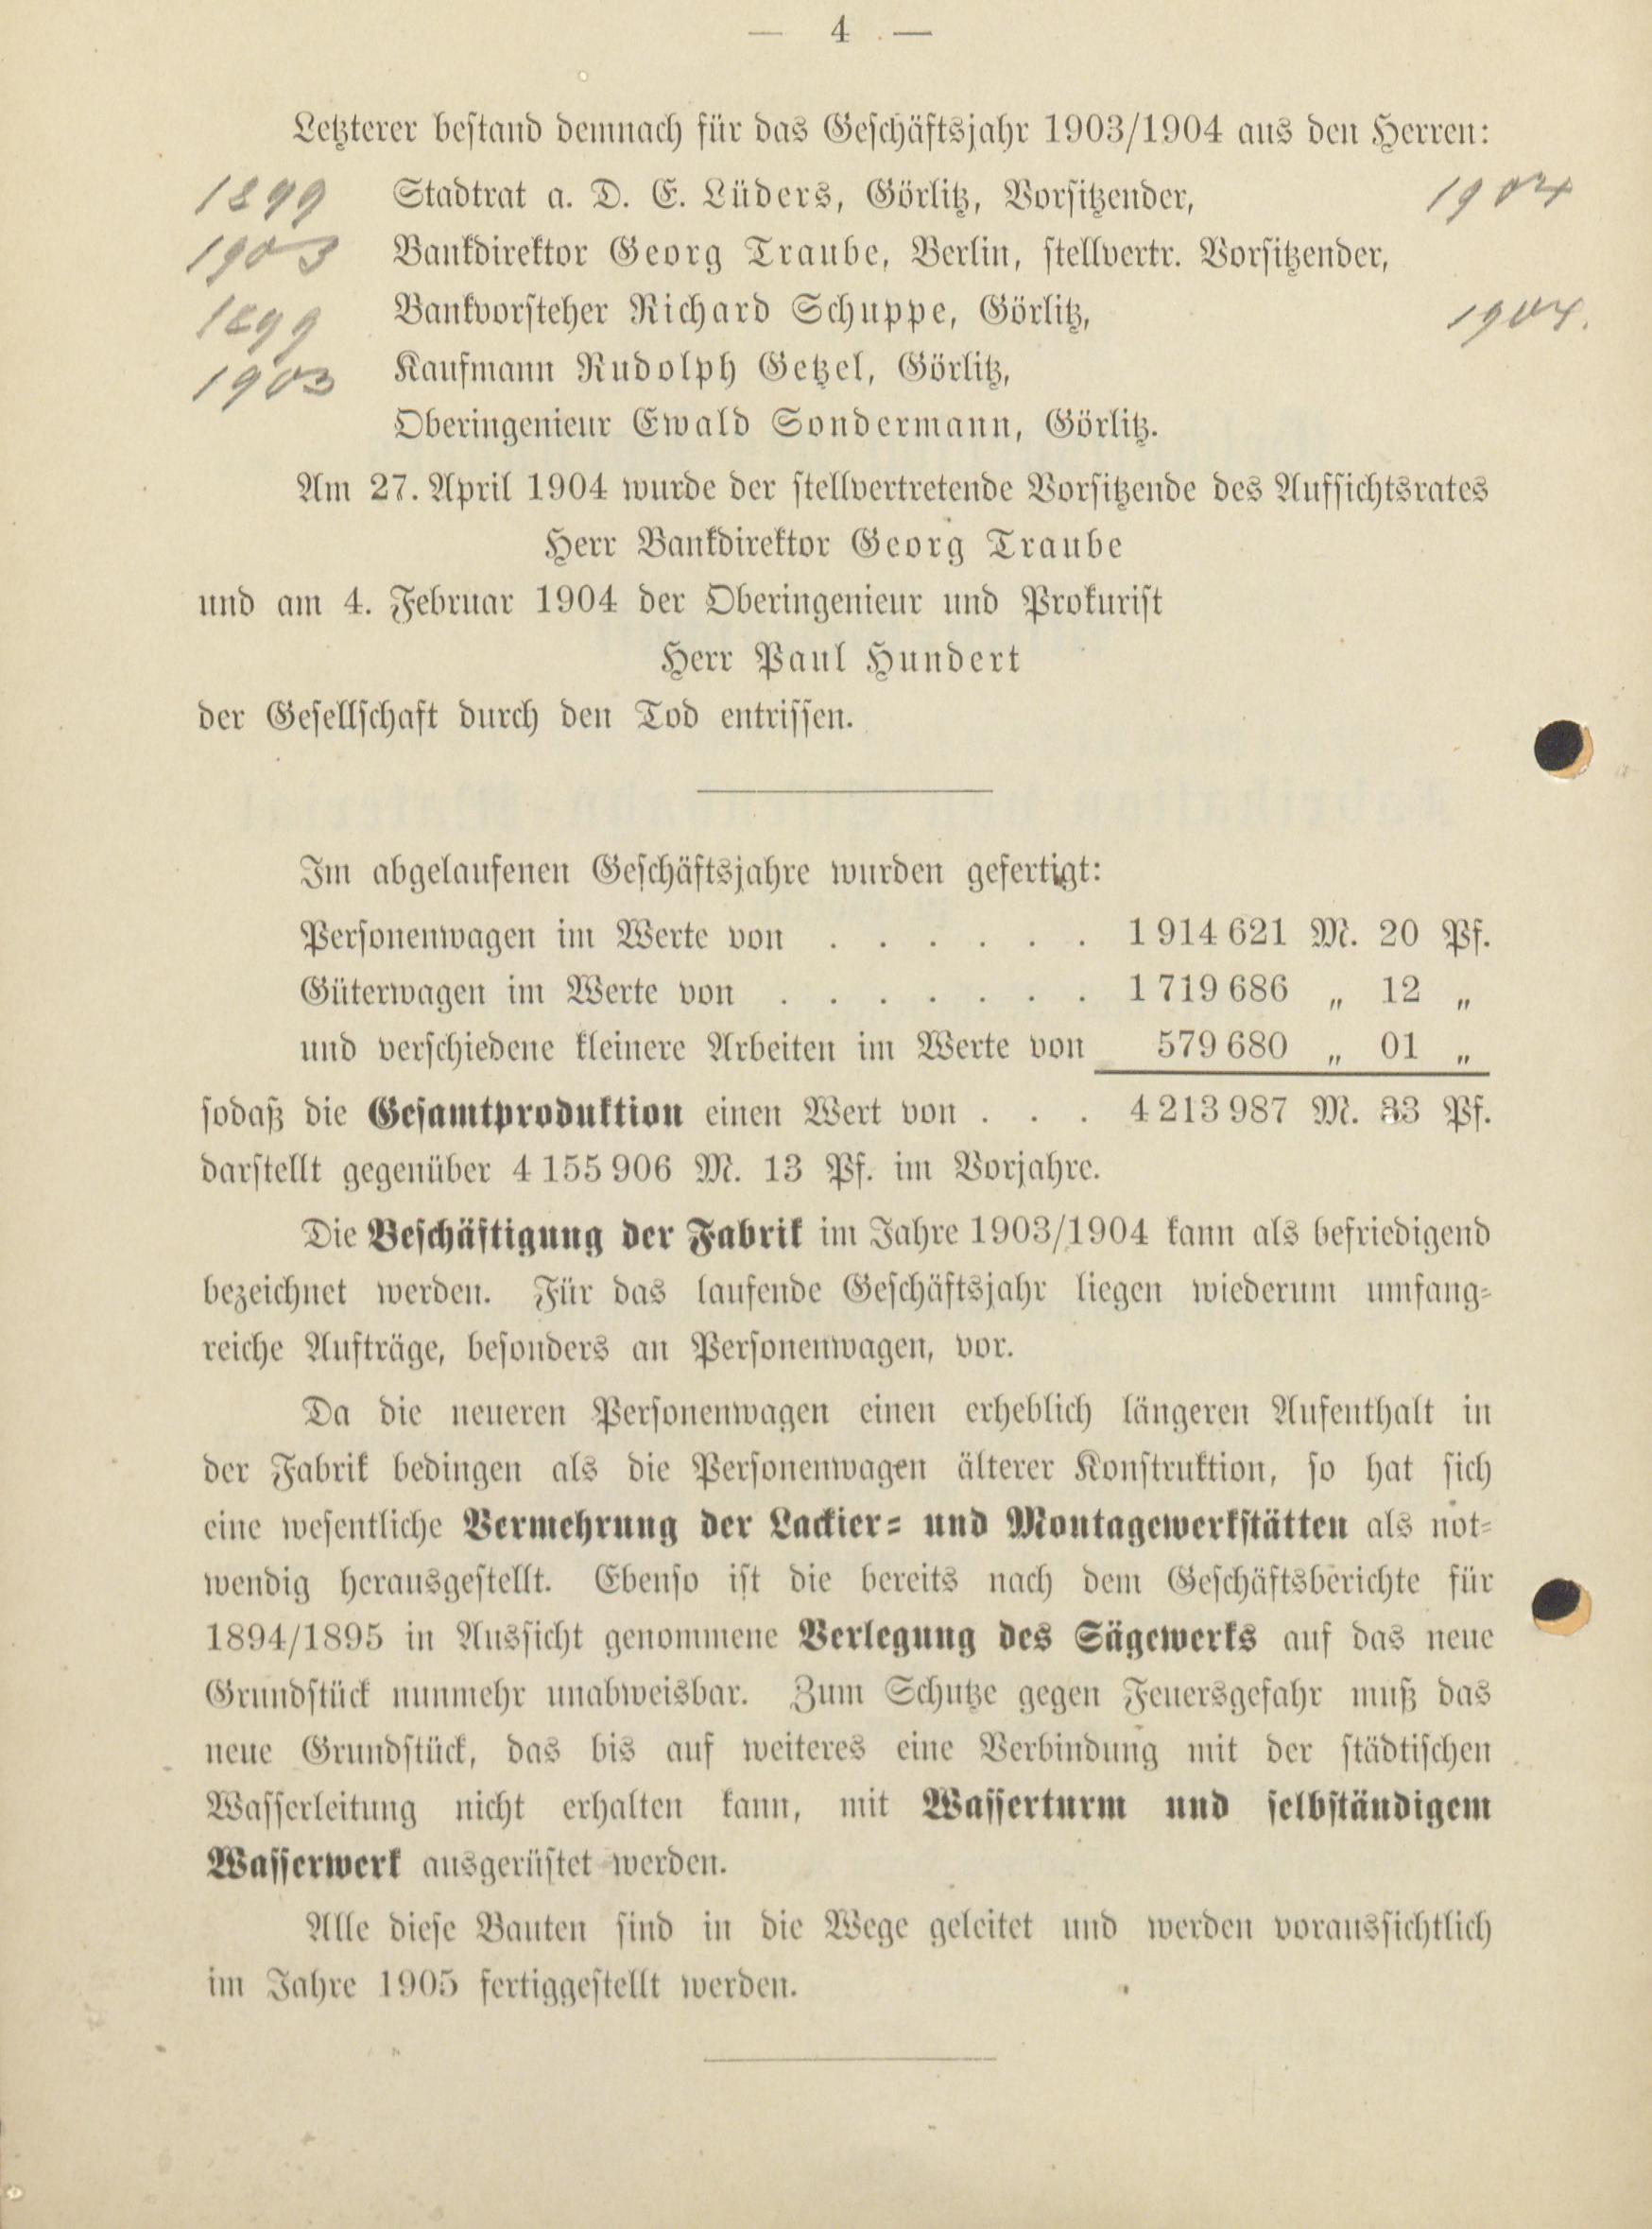 — 4 —
Letzterer bestand demnach für das Geschäftsjahr 1903/1904 aus den Herren:
1899 Stadtrat a. D. E. Lüders, Görlitz, Vorsitzender, 1904
1903 Bankdirektor Georg Traube, Berlin, stellvertr. Vorsitzender,
1899 Bankvorsteher Richard Schuppe, Görlitz, 1904.
1903 Kaufmann Rudolph Getzel, Görlitz,
Oberingenieur Ewald Sondermann, Görlitz.
Am 27. April 1904 wurde der stellvertretende Vorsitzende des Aufsichtsrates
Herr Bankdirektor Georg Traube
und am 4. Februar 1904 der Oberingenieur und Prokurist
Herr Paul Hundert
der Gesellschaft durch den Tod entrissen.
Im abgelaufenen Geschäftsjahre wurden gefertigt:
Personenwagen im Werte von . . . . . . 1 914 621 M. 20 Pf.
Güterwagen im Werte von . . . . . . . 1 719 686 „ 12 „
und verschiedene kleinere Arbeiten im Werte von 579 680 „ 01 „
sodaß die Gesamtproduktion einen Wert von . . . 4 213 987 M. 33 Pf.
darstellt gegenüber 4 155 906 M. 13 Pf. im Vorjahre.
Die Beschäftigung der Fabrik im Jahre 1903/1904 kann als befriedigend
bezeichnet werden. Für das laufende Geschäftsjahr liegen wiederum umfang-
reiche Aufträge, besonders an Personenwagen, vor.
Da die neueren Personenwagen einen erheblich längeren Aufenthalt in
der Fabrik bedingen als die Personenwagen älterer Konstruktion, so hat sich
eine wesentliche Vermehrung der Lackier- und Montagewerkstätten als not-
wendig herausgestellt. Ebenso ist die bereits nach dem Geschäftsberichte für
1894/1895 in Aussicht genommene Verlegung des Sägewerks auf das neue
Grundstück nunmehr unabweisbar. Zum Schutze gegen Feuersgefahr muß das
neue Grundstück, das bis auf weiteres eine Verbindung mit der städtischen
Wasserleitung nicht erhalten kann, mit Wasserturm und selbständigem
Wasserwerk ausgerüstet werden.
Alle diese Bauten sind in die Wege geleitet und werden voraussichtlich
im Jahre 1905 fertiggestellt werden.